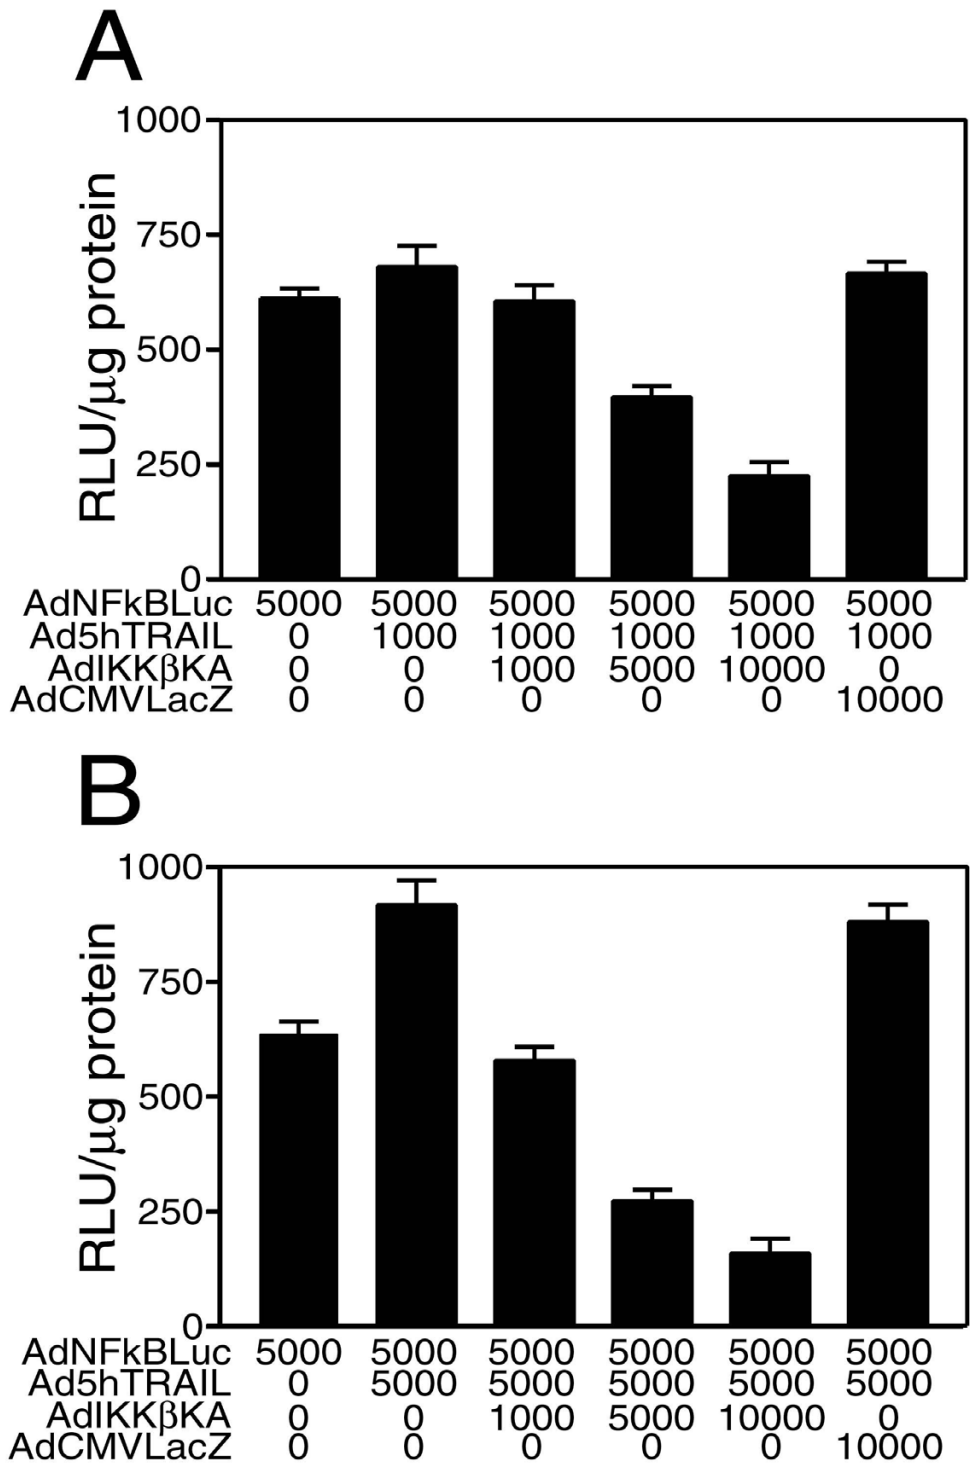 A
1000
750
500
250
0
RLU/μg protein
AdNFkBLuc 5000 5000 5000 5000 5000 5000
Ad5hTRAIL 0 1000 1000 1000 1000 1000
AdIKKβKA 0 0 1000 5000 10000 0
AdCMVLacZ 0 0 0 0 0 10000
B
1000
750
500
250
0
RLU/μg protein
AdNFkBLuc 5000 5000 5000 5000 5000 5000
Ad5hTRAIL 0 5000 5000 5000 5000 5000
AdIKKβKA 0 0 1000 5000 10000 0
AdCMVLacZ 0 0 0 0 0 10000